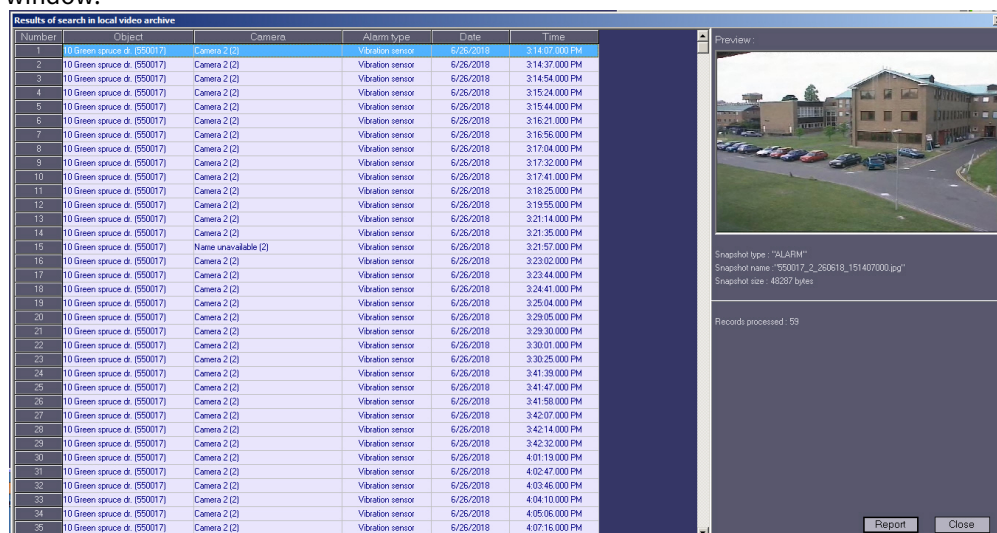 window.
Results of search in local video archive
Number Object Camera Alarm type Date Time
1 10 Green spruce dr. (550017) Camera 2 (2) Vibration sensor 6/26/2018 3:14:07.000 PM
2 10 Green spruce dr. (550017) Camera 2 (2) Vibration sensor 6/26/2018 3:14:37.000 PM
3 10 Green spruce dr. (550017) Camera 2 (2) Vibration sensor 6/26/2018 3:14:54.000 PM
4 10 Green spruce dr. (550017) Camera 2 (2) Vibration sensor 6/26/2018 3:15:24.000 PM
5 10 Green spruce dr. (550017) Camera 2 (2) Vibration sensor 6/26/2018 3:15:44.000 PM
6 10 Green spruce dr. (550017) Camera 2 (2) Vibration sensor 6/26/2018 3:16:21.000 PM
7 10 Green spruce dr. (550017) Camera 2 (2) Vibration sensor 6/26/2018 3:16:56.000 PM
8 10 Green spruce dr. (550017) Camera 2 (2) Vibration sensor 6/26/2018 3:17:04.000 PM
9 10 Green spruce dr. (550017) Camera 2 (2) Vibration sensor 6/26/2018 3:17:32.000 PM
10 10 Green spruce dr. (550017) Camera 2 (2) Vibration sensor 6/26/2018 3:17:41.000 PM
11 10 Green spruce dr. (550017) Camera 2 (2) Vibration sensor 6/26/2018 3:18:25.000 PM
12 10 Green spruce dr. (550017) Camera 2 (2) Vibration sensor 6/26/2018 3:19:55.000 PM
13 10 Green spruce dr. (550017) Camera 2 (2) Vibration sensor 6/26/2018 3:21:14.000 PM
14 10 Green spruce dr. (550017) Camera 2 (2) Vibration sensor 6/26/2018 3:21:35.000 PM
15 10 Green spruce dr. (550017) Name unavailable (2) Vibration sensor 6/26/2018 3:21:57.000 PM
16 10 Green spruce dr. (550017) Camera 2 (2) Vibration sensor 6/26/2018 3:23:02.000 PM
17 10 Green spruce dr. (550017) Camera 2 (2) Vibration sensor 6/26/2018 3:23:44.000 PM
18 10 Green spruce dr. (550017) Camera 2 (2) Vibration sensor 6/26/2018 3:24:41.000 PM
19 10 Green spruce dr. (550017) Camera 2 (2) Vibration sensor 6/26/2018 3:25:04.000 PM
20 10 Green spruce dr. (550017) Camera 2 (2) Vibration sensor 6/26/2018 3:29:05.000 PM
21 10 Green spruce dr. (550017) Camera 2 (2) Vibration sensor 6/26/2018 3:29:30.000 PM
22 10 Green spruce dr. (550017) Camera 2 (2) Vibration sensor 6/26/2018 3:30:01.000 PM
23 10 Green spruce dr. (550017) Camera 2 (2) Vibration sensor 6/26/2018 3:30:25.000 PM
24 10 Green spruce dr. (550017) Camera 2 (2) Vibration sensor 6/26/2018 3:41:39.000 PM
25 10 Green spruce dr. (550017) Camera 2 (2) Vibration sensor 6/26/2018 3:41:47.000 PM
26 10 Green spruce dr. (550017) Camera 2 (2) Vibration sensor 6/26/2018 3:41:58.000 PM
27 10 Green spruce dr. (550017) Camera 2 (2) Vibration sensor 6/26/2018 3:42:07.000 PM
28 10 Green spruce dr. (550017) Camera 2 (2) Vibration sensor 6/26/2018 3:42:14.000 PM
29 10 Green spruce dr. (550017) Camera 2 (2) Vibration sensor 6/26/2018 3:42:32.000 PM
30 10 Green spruce dr. (550017) Camera 2 (2) Vibration sensor 6/26/2018 4:01:19.000 PM
31 10 Green spruce dr. (550017) Camera 2 (2) Vibration sensor 6/26/2018 4:02:47.000 PM
32 10 Green spruce dr. (550017) Camera 2 (2) Vibration sensor 6/26/2018 4:03:46.000 PM
33 10 Green spruce dr. (550017) Camera 2 (2) Vibration sensor 6/26/2018 4:04:10.000 PM
34 10 Green spruce dr. (550017) Camera 2 (2) Vibration sensor 6/26/2018 4:05:06.000 PM
35 10 Green spruce dr. (550017) Camera 2 (2) Vibration sensor 6/26/2018 4:07:16.000 PM
Preview :
Snapshot type : "ALARM"
Snapshot name :"550017_2_260618_151407000.jpg"
Snapshot size : 48287 bytes
Records processed : 59
Report Close